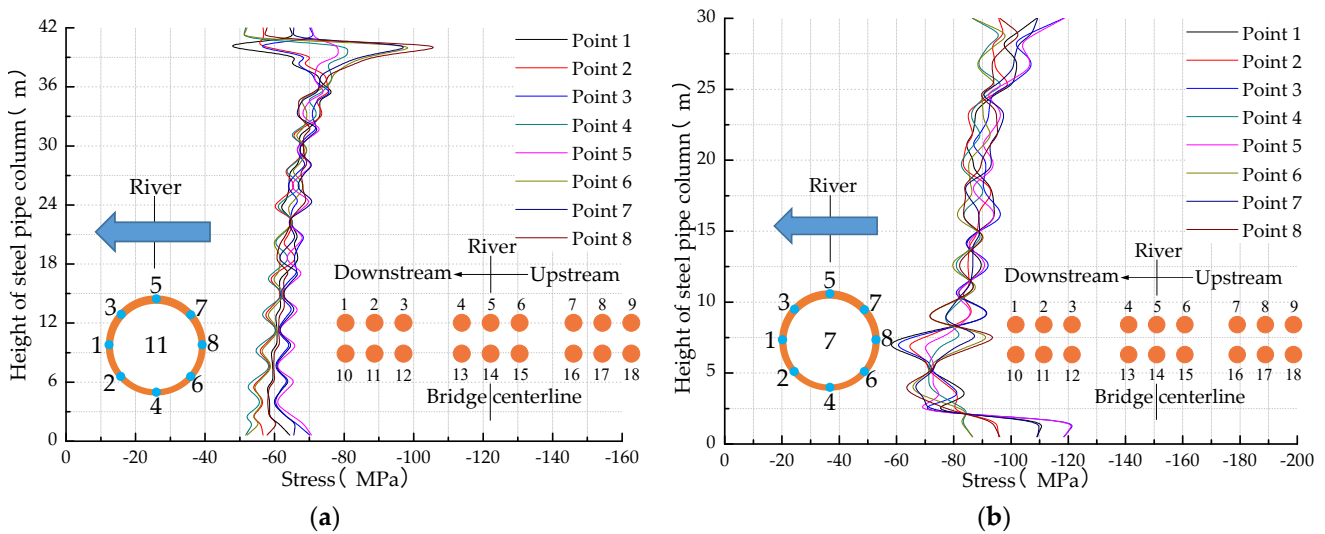 42
36
30
24
18
12
6
0
Height of steel pipe column( m)
0
-20
-40
-60
-80
-100
-120
-140
-160
Stress( MPa)
Point 1
Point 2
Point 3
Point 4
Point 5
Point 6
Point 7
Point 8
River
5
3 7
1 11 8
2 6
4
River
Downstream Upstream
1 2 3 4 5 6 7 8 9
10 11 12 13 14 15 16 17 18
Bridge centerline
(a)
30
25
20
15
10
5
0
Height of steel pipe column( m)
0
-20
-40
-60
-80
-100
-120
-140
-160
-180
-200
Stress( MPa)
Point 1
Point 2
Point 3
Point 4
Point 5
Point 6
Point 7
Point 8
River
5
3 7
1 7 8
2 6
4
River
Downstream Upstream
1 2 3 4 5 6 7 8 9
10 11 12 13 14 15 16 17 18
Bridge centerline
(b)